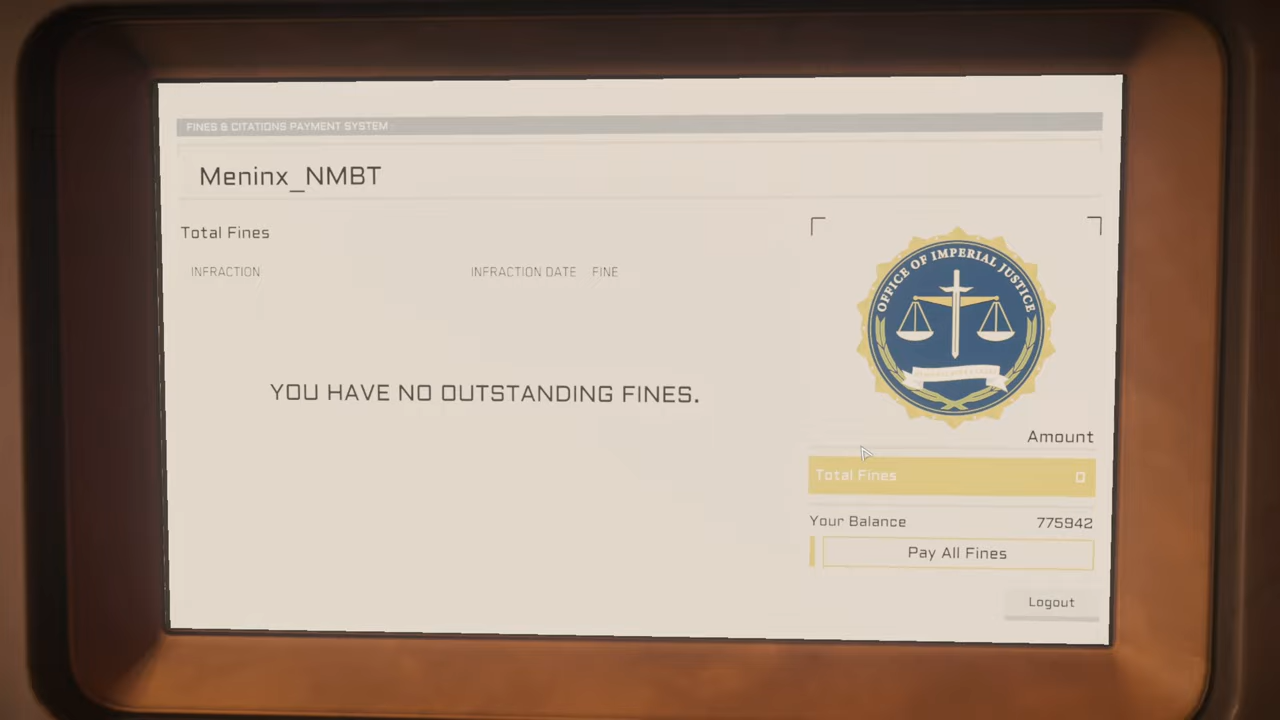 FINES & CITATIONS PAYMENT SYSTEM
Meninx_NMBT
Total Fines
INFRACTION INFRACTION DATE FINE
YOU HAVE NO OUTSTANDING FINES.
OFFICE OF IMPERIAL JUSTICE
Amount
Total Fines 0
Your Balance 775942
Pay All Fines
Logout